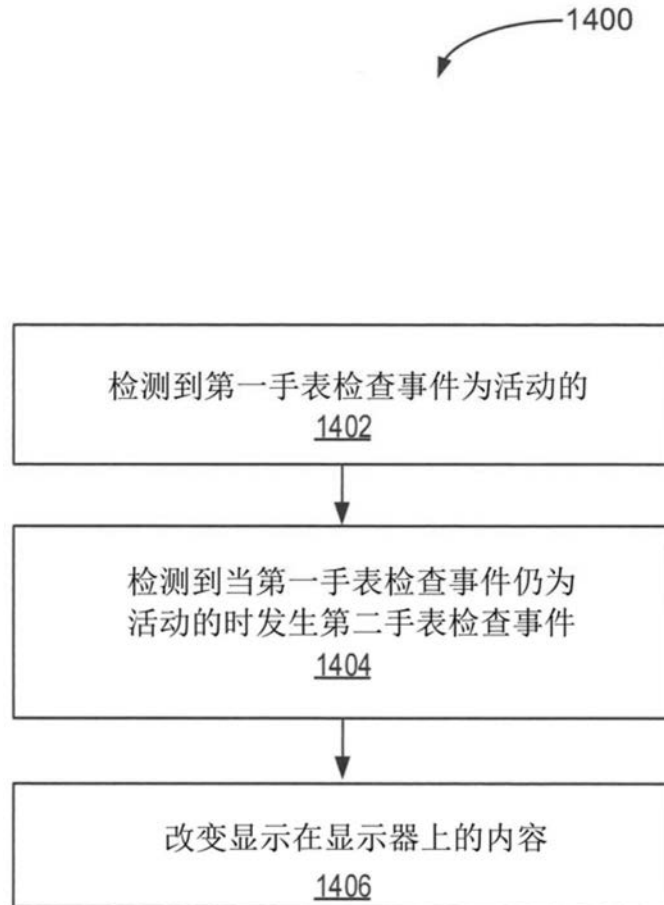 1400
检测到第一手表检查事件为活动的
1402
检测到当第一手表检查事件仍为
活动的时发生第二手表检查事件
1404
改变显示在显示器上的内容
1406